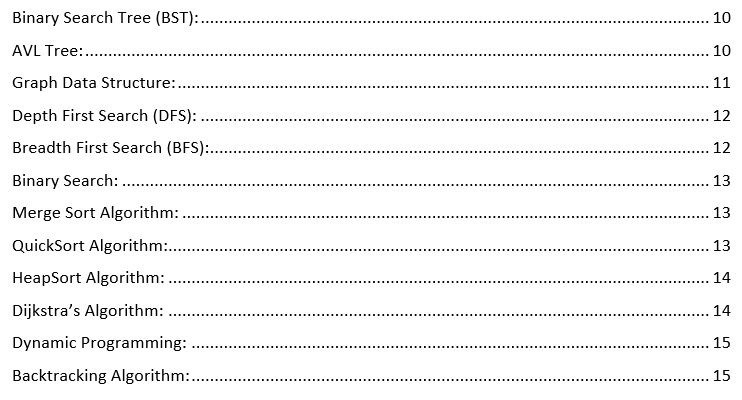 Binary Search Tree (BST):............................................................................................................. 10
AVL Tree:..................................................................................................................................... 10
Graph Data Structure:.................................................................................................................. 11
Depth First Search (DFS): ............................................................................................................. 12
Breadth First Search (BFS):........................................................................................................... 12
Binary Search: .............................................................................................................................. 13
Merge Sort Algorithm: ................................................................................................................. 13
QuickSort Algorithm:.................................................................................................................... 13
HeapSort Algorithm: .................................................................................................................... 14
Dijkstra’s Algorithm: .................................................................................................................... 14
Dynamic Programming: ............................................................................................................... 15
Backtracking Algorithm:............................................................................................................... 15